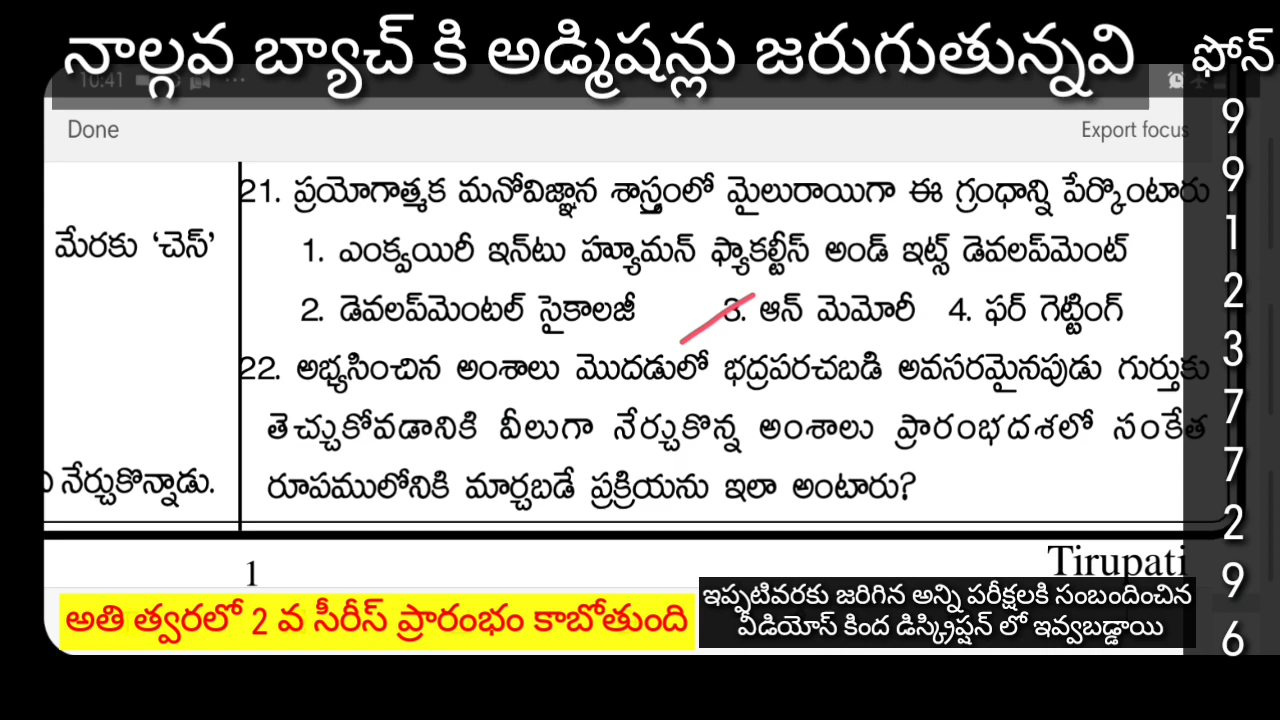 నాల్గవ బ్యాచ్ కి అడ్మిషన్లు జరుగుతున్నవి
ఫోన్
9
9
1
2
3
7
7
2
9
6
10:41
Done
Export focus
మేరకు ‘చెస్’
నేర్చుకొన్నాడు.
21. ప్రయోగాత్మక మనోవిజ్ఞాన శాస్త్రంలో మైలురాయిగా ఈ గ్రంథాన్ని పేర్కొంటారు
1. ఎంక్వయిరీ ఇన్‌టు హ్యూమన్ ఫ్యాకల్టీస్ అండ్ ఇట్స్ డెవలప్‌మెంట్
2. డెవలప్‌మెంటల్ సైకాలజీ 3. ఆన్ మెమోరీ 4. ఫర్ గెట్టింగ్
22. అభ్యసించిన అంశాలు మొదడులో భద్రపరచబడి అవసరమైనపుడు గుర్తుకు
తెచ్చుకోవడానికి వీలుగా నేర్చుకొన్న అంశాలు ప్రారంభదశలో సంకేత
రూపములోనికి మార్చబడే ప్రక్రియను ఇలా అంటారు?
1
Tirupati
అతి త్వరలో 2 వ సిరీస్ ప్రారంభం కాబోతుంది
ఇప్పటివరకు జరిగిన అన్ని పరీక్షలకి సంబందించిన
వీడియోస్ కింద డిస్క్రిప్షన్ లో ఇవ్వబడ్డాయి